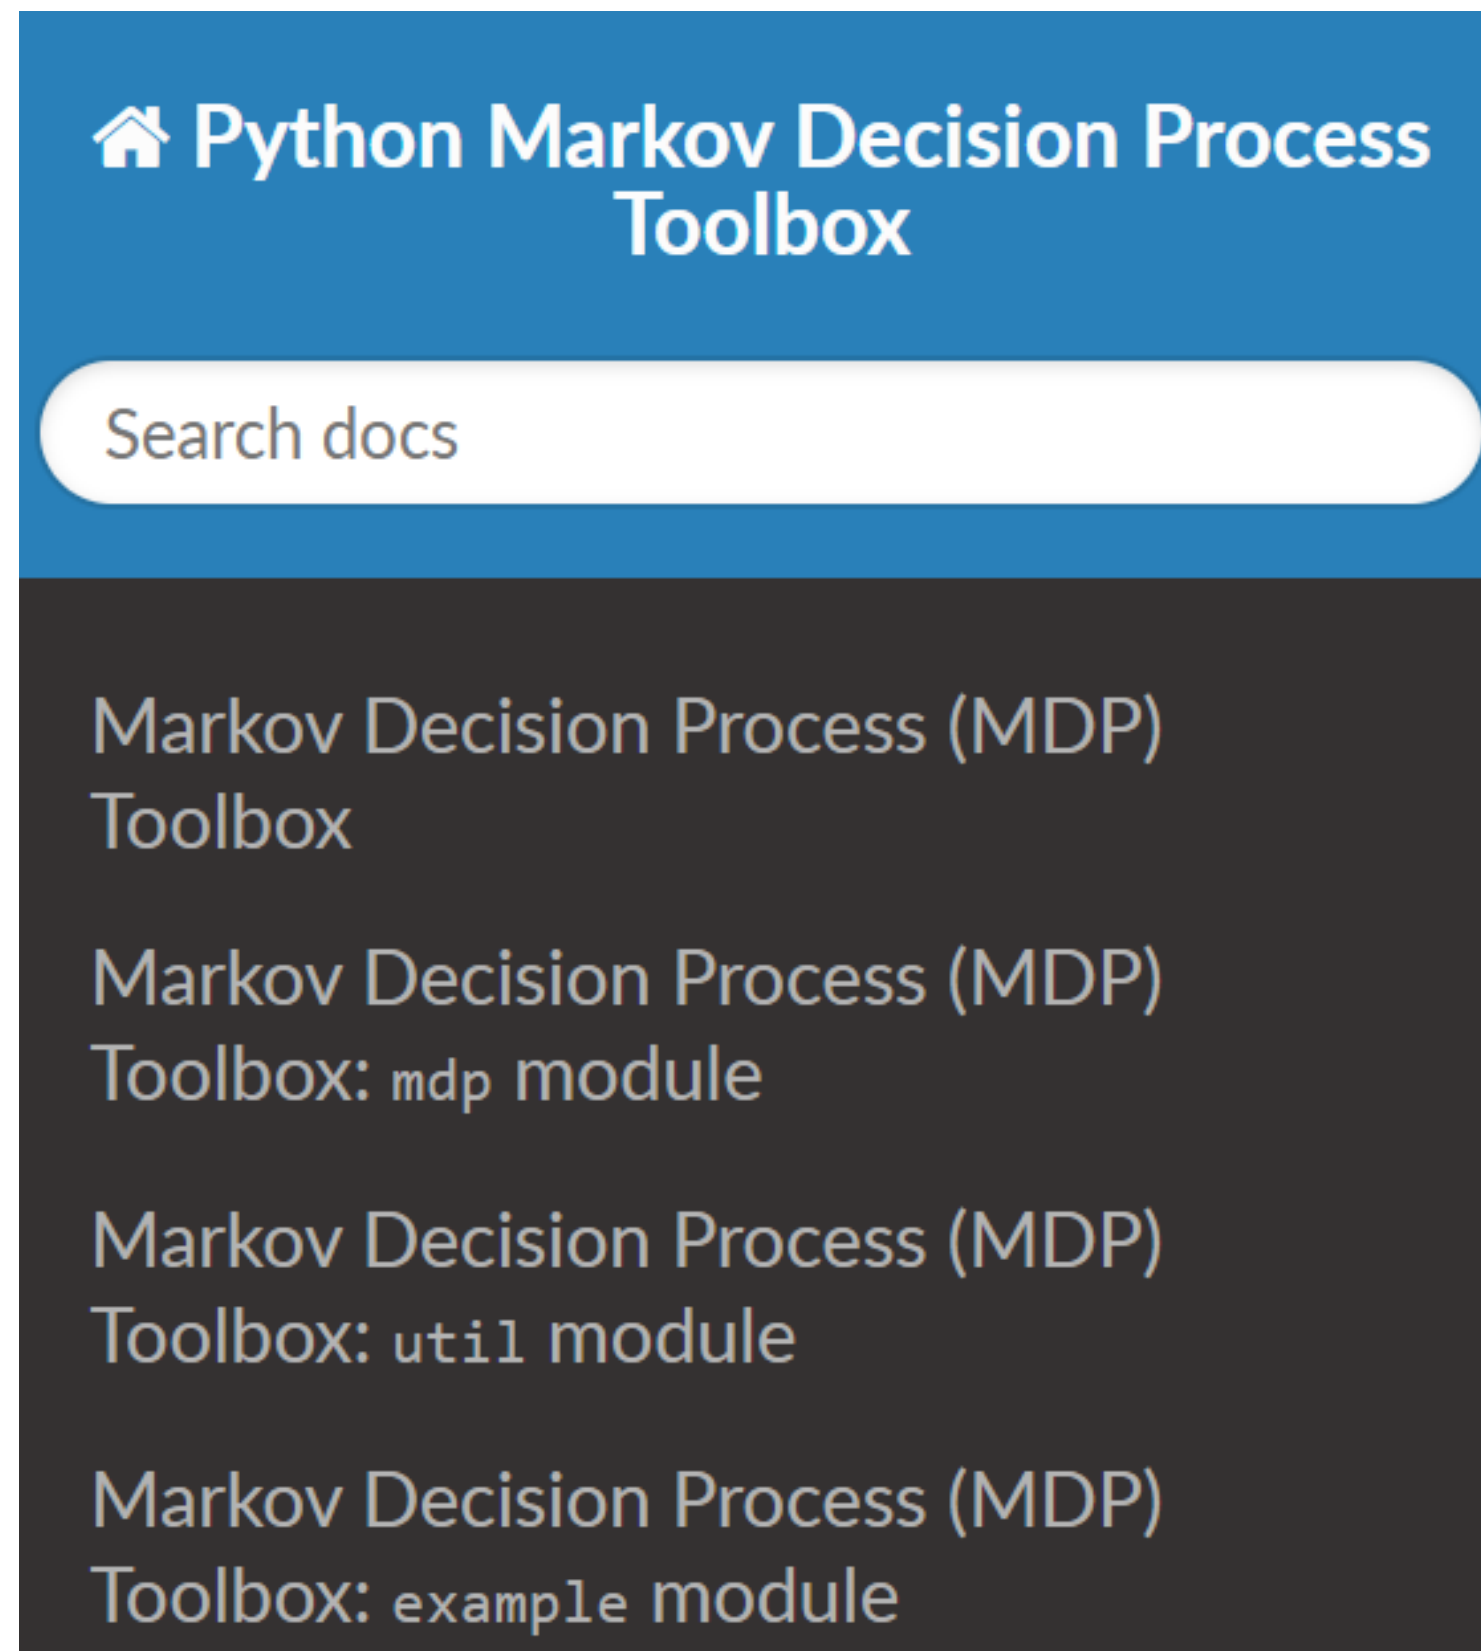 Python Markov Decision Process
Toolbox
Search docs
Markov Decision Process (MDP)
Toolbox
Markov Decision Process (MDP)
Toolbox: mdp module
Markov Decision Process (MDP)
Toolbox: util module
Markov Decision Process (MDP)
Toolbox: example module